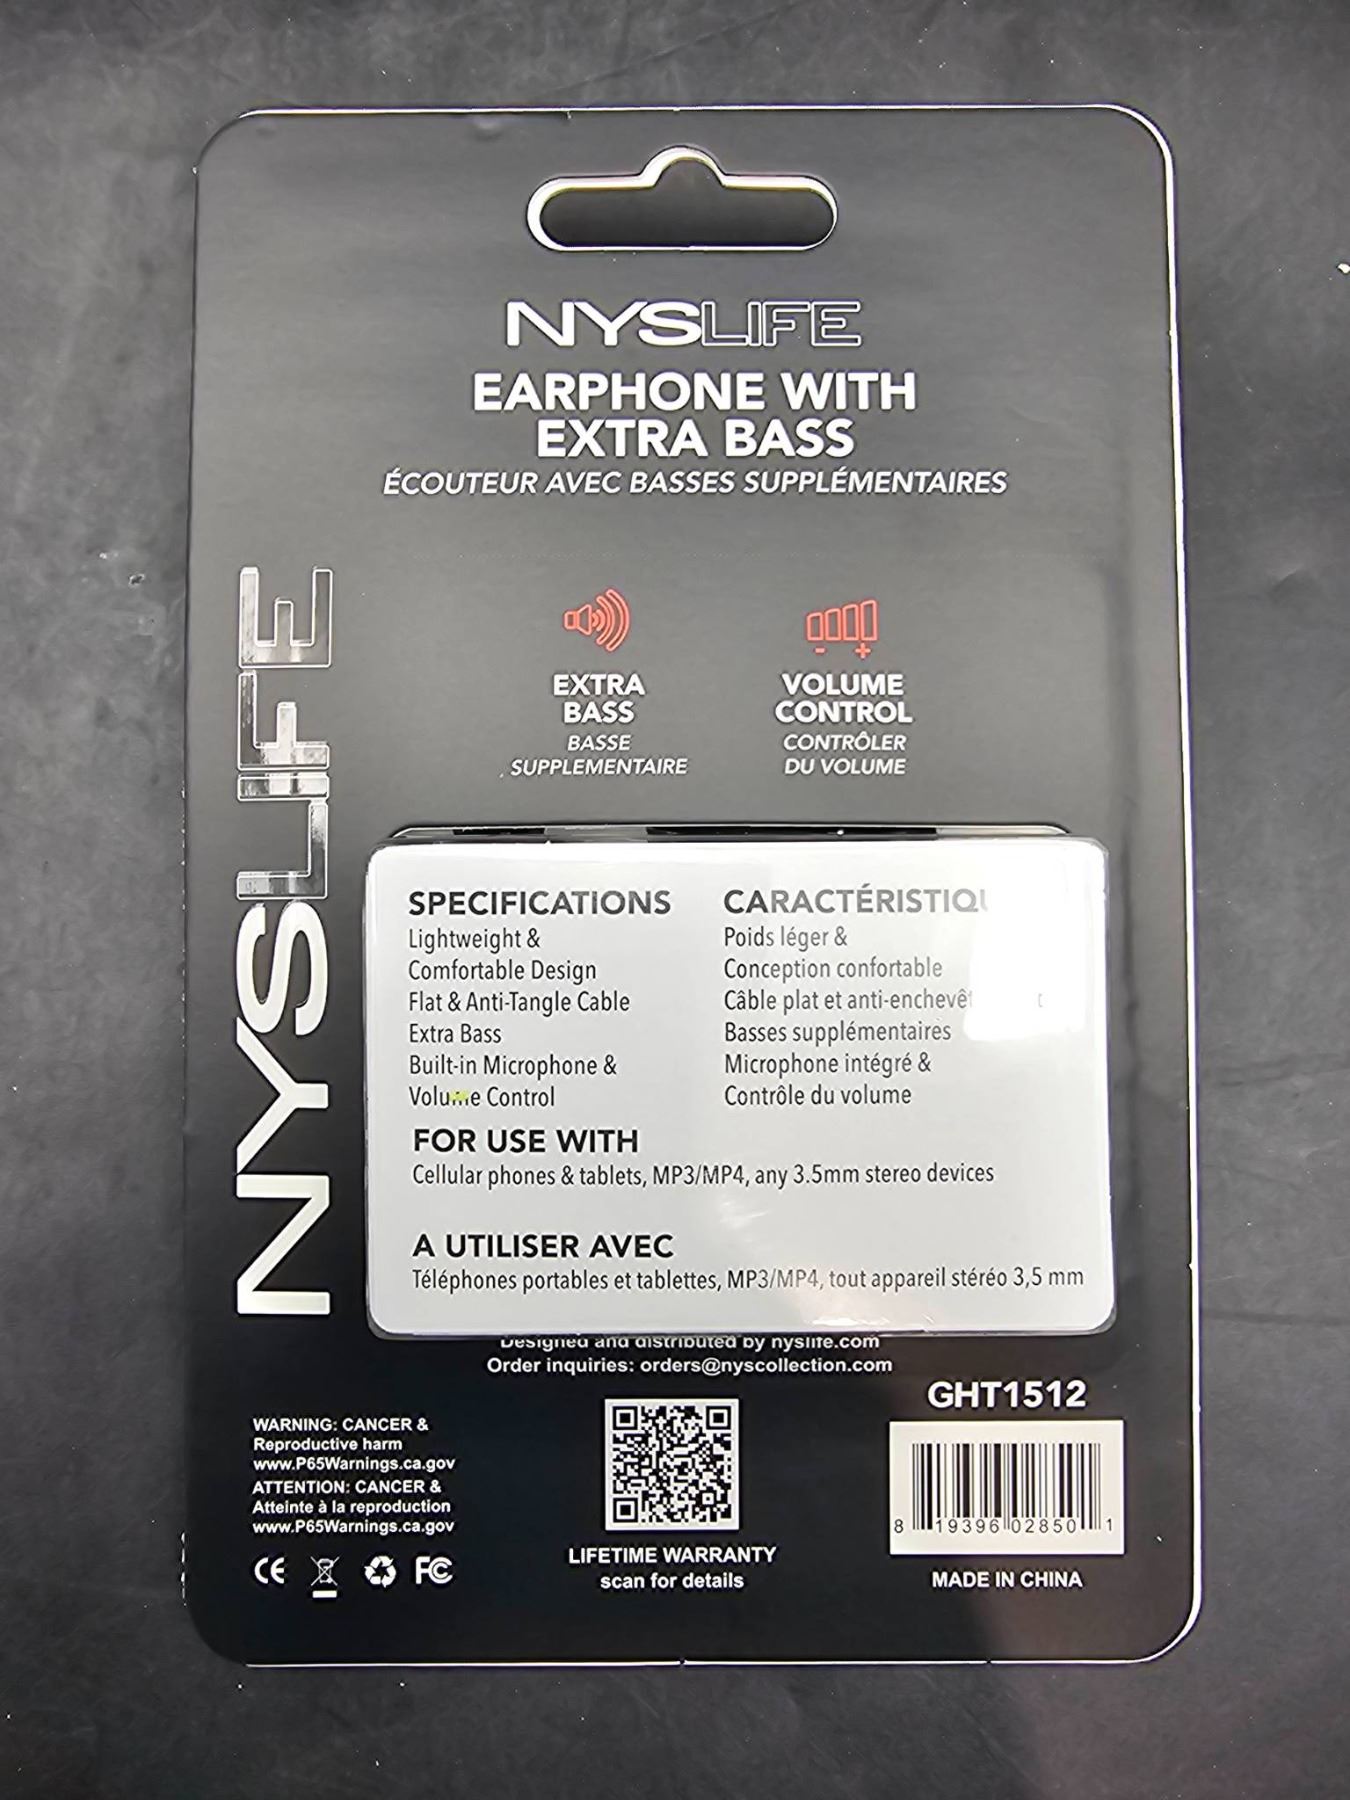 NYSLIFE
EARPHONE WITH
EXTRA BASS
ÉCOUTEUR AVEC BASSES SUPPLÉMENTAIRES
EXTRA
BASS
BASSE
SUPPLEMENTAIRE
VOLUME
CONTROL
CONTRÔLER
DU VOLUME
NYSLIFE
SPECIFICATIONS
Lightweight &
Comfortable Design
Flat & Anti-Tangle Cable
Extra Bass
Built-in Microphone &
Volume Control
Poids léger &
Conception confortable
Câble plat et
Basses supplémentaires
Microphone intégré &
Contrôle du volume
FOR USE WITH
Cellular phones & tablets, MP3/MP4, any 3.5mm stereo devices
A UTILISER AVEC
Téléphones portables et tablettes, MP3/MP4, tout appareil stéréo 3,5 mm
Designed and distributed by nyslife.com
Order inquiries: orders@nyscollection.com
WARNING: CANCER &
Reproductive harm
www.P65Warnings.ca.gov
ATTENTION: CANCER &
Atteinte à la reproduction
www.P65Warnings.ca.gov
CE FC
LIFETIME WARRANTY
scan for details
GHT1512
8 19396 02850 1
MADE IN CHINA